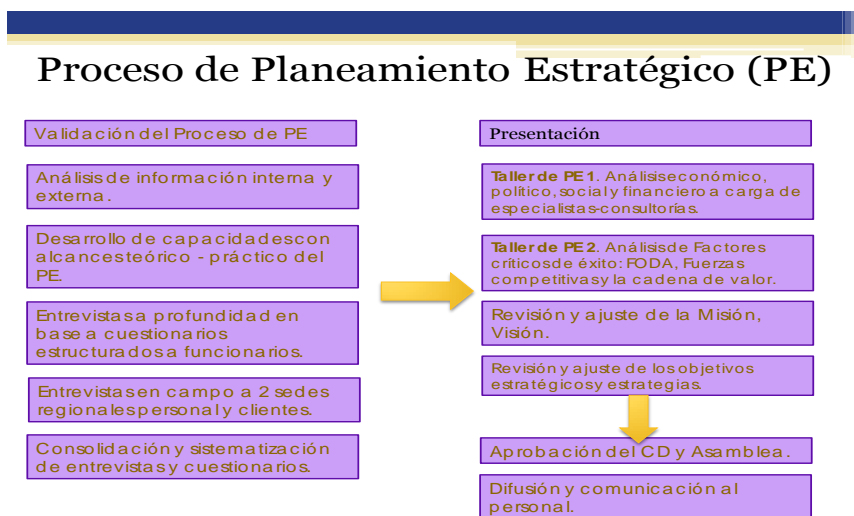 Proceso de Planeamiento Estratégico (PE)
Validación del Proceso de PE
Análisis de información interna y
externa.
Desarrollo de capacidades con
alcances teórico - práctico del
PE.
Entrevistas a profundidad en
base a cuestionarios
estructurados a funcionarios.
Entrevistas en campo a 2 sedes
regionales personal y clientes.
Consolidación y sistematización
de entrevistas y cuestionarios.
Presentación
Taller de PE 1. Análisis económico,
político, social y financiero a carga de
especialistas-consultorías.
Taller de PE 2. Análisis de Factores
críticos de éxito: FODA, Fuerzas
competitivas y la cadena de valor.
Revisión y ajuste de la Misión,
Visión.
Revisión y ajuste de los objetivos
estratégicos y estrategias.
Aprobación del CD y Asamblea.
Difusión y comunicación al
personal.